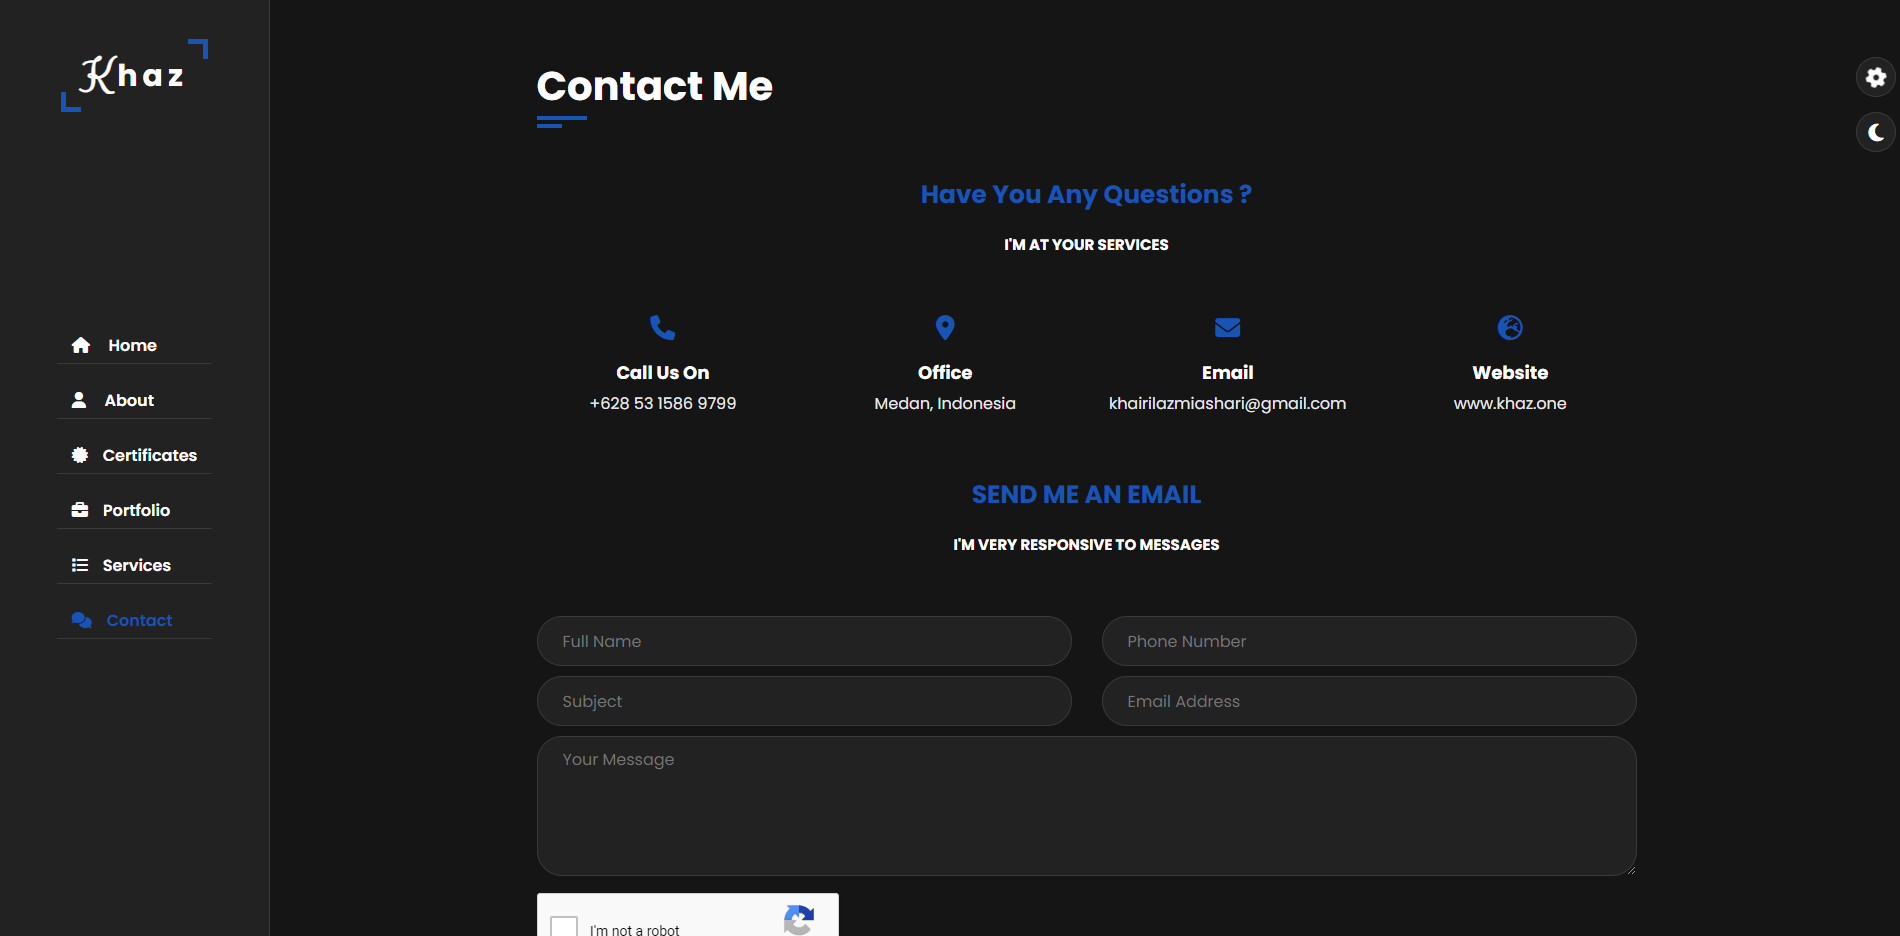 Khaz
Home
About
Certificates
Portfolio
Services
Contact
Contact Me
Have You Any Questions ?
I'M AT YOUR SERVICES
Call Us On
+628 53 1586 9799
Office
Medan, Indonesia
Email
khairilazmiashari@gmail.com
Website
www.khaz.one
SEND ME AN EMAIL
I'M VERY RESPONSIVE TO MESSAGES
Full Name
Phone Number
Subject
Email Address
Your Message
I'm not a robot